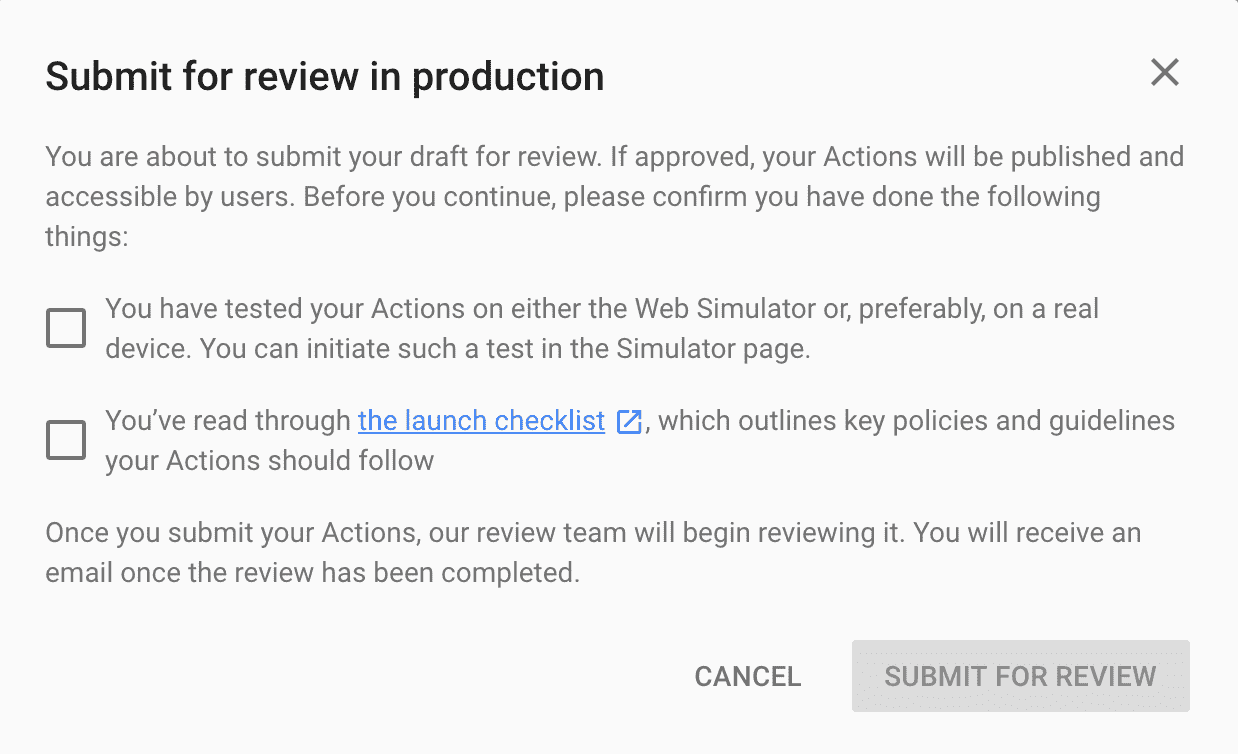 Submit for review in production
You are about to submit your draft for review. If approved, your Actions will be published and
accessible by users. Before you continue, please confirm you have done the following
things:
You have tested your Actions on either the Web Simulator or, preferably, on a real
device. You can initiate such a test in the Simulator page.
You’ve read through the launch checklist, which outlines key policies and guidelines
your Actions should follow
Once you submit your Actions, our review team will begin reviewing it. You will receive an
email once the review has been completed.
CANCEL
SUBMIT FOR REVIEW